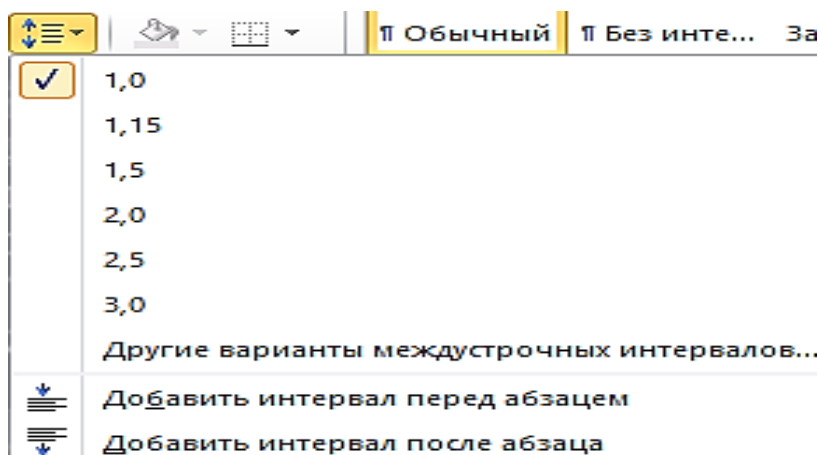 ¶ Обычный ¶ Без инте... За
1,0
1,15
1,5
2,0
2,5
3,0
Другие варианты междустрочных интервалов...
Добавить интервал перед абзацем
Добавить интервал после абзаца